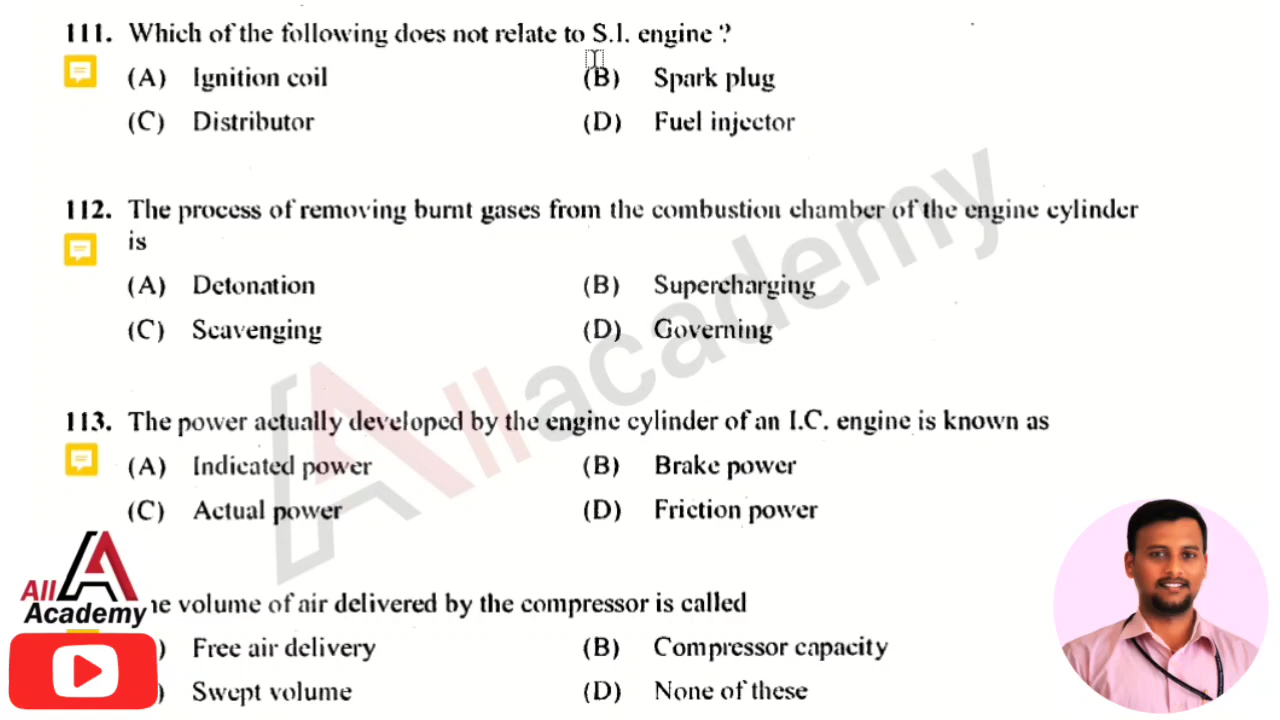 111. Which of the following does not relate to S.I. engine ?
(A) Ignition coil (B) Spark plug
(C) Distributor (D) Fuel injector
112. The process of removing burnt gases from the combustion chamber of the engine cylinder
is
(A) Detonation (B) Supercharging
(C) Scavenging (D) Governing
113. The power actually developed by the engine cylinder of an I.C. engine is known as
(A) Indicated power (B) Brake power
(C) Actual power (D) Friction power
volume of air delivered by the compressor is called
Free air delivery (B) Compressor capacity
Swept volume (D) None of these
All
Academy
All academy